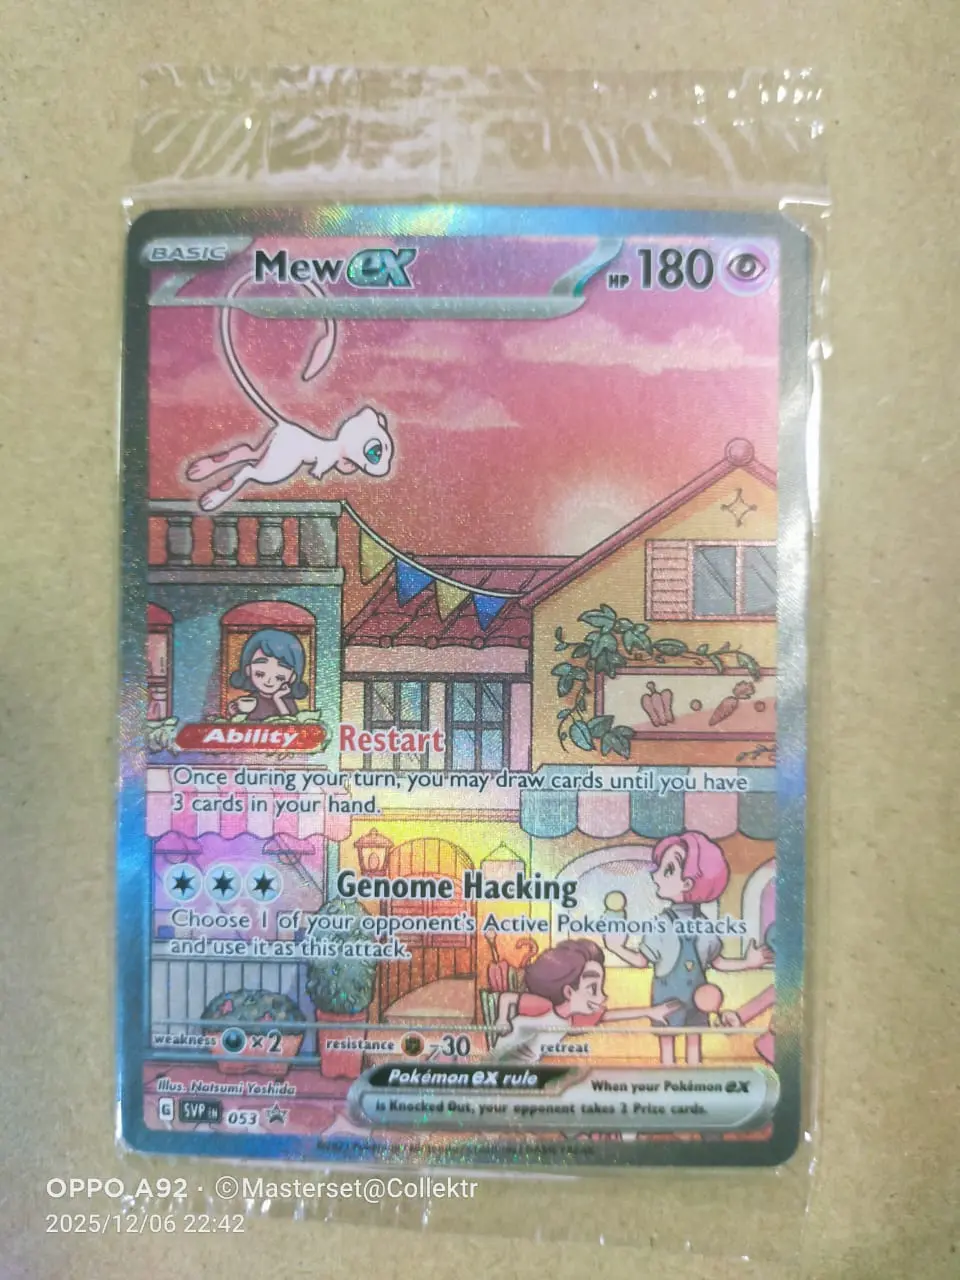 BASIC
Mew ex
HP 180
Ability Restart
Once during your turn, you may draw cards until you have
3 cards in your hand.
Genome Hacking
Choose 1 of your opponent's Active Pokémon's attacks
and use it as this attack.
weakness ×2 resistance -30 retreat
Pokémon ex rule
When your Pokémon ex
is Knocked Out, your opponent takes 2 Prize cards.
Illus. Natsumi Yoshida
G SVP EN 053
OPPO A92 · ©Masterset@Collektr
2025/12/06 22:42